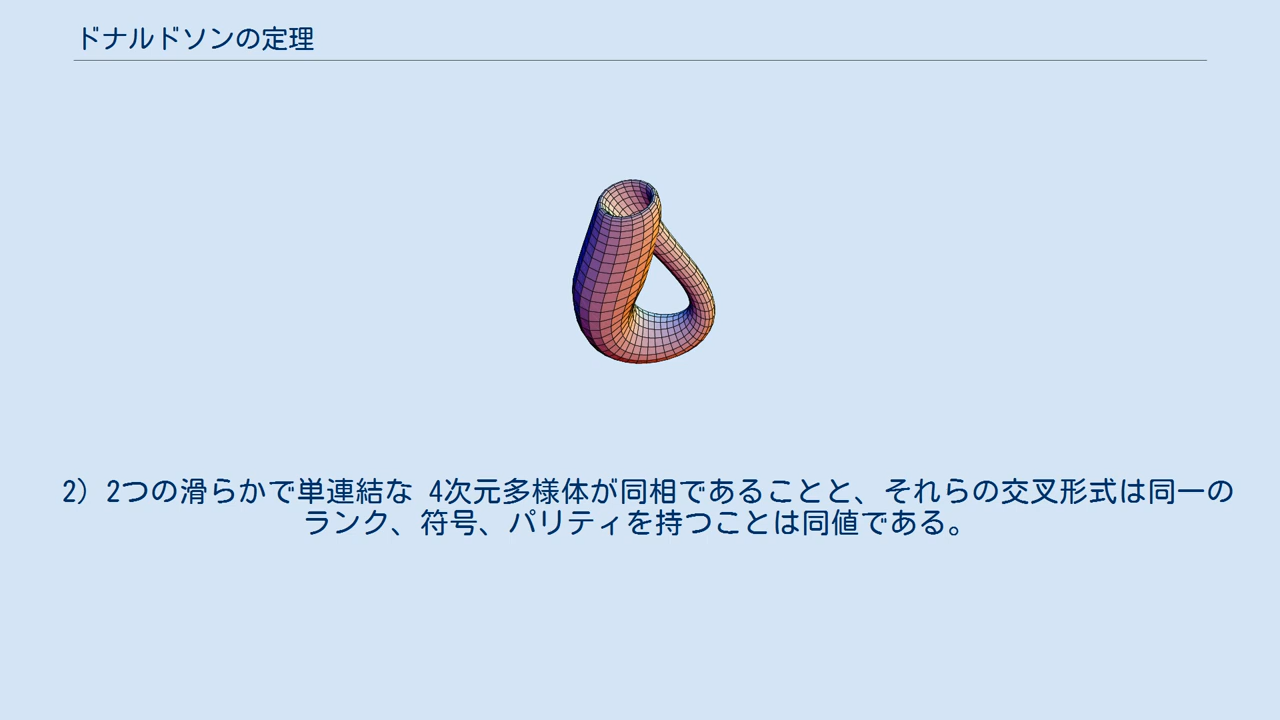 ドナルドソンの定理
2) 2つの滑らかで単連結な 4次元多様体が同相であることと、それらの交叉形式は同一の
ランク、符号、パリティを持つことは同値である。